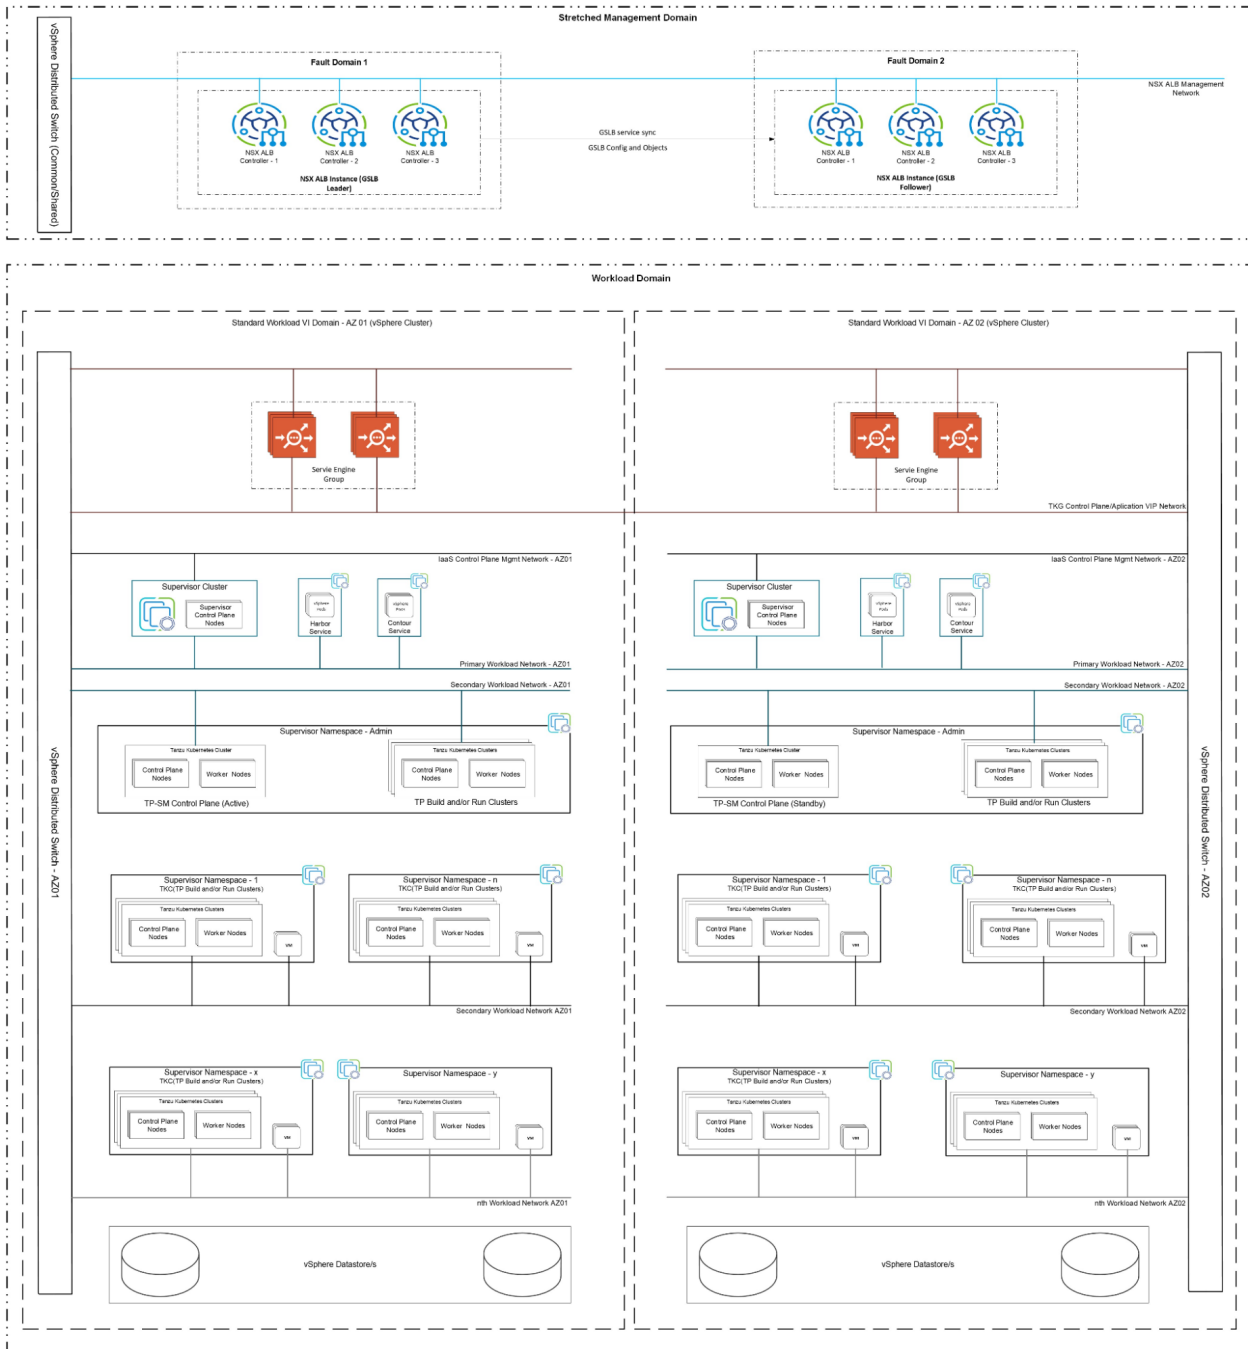 Stretched Management Domain
vSphere Distributed Switch (Common/Shared)
Fault Domain 1
NSX ALB
Controller - 1
NSX ALB
Controller - 2
NSX ALB
Controller - 3
NSX ALB Instance (GSLB
Leader)
GSLB service sync
GSLB Config and Objects
Fault Domain 2
NSX ALB
Controller - 1
NSX ALB
Controller - 2
NSX ALB
Controller - 3
NSX ALB Instance (GSLB
Follower)
NSX ALB Management
Network
Workload Domain
Standard Workload VI Domain - AZ 01 (vSphere Cluster)
vSphere Distributed Switch - AZ01
Servie Engine
Group
IaaS Control Plane Mgmt Network - AZ01
Supervisor Cluster
Supervisor
Control Plane
Nodes
vSphere
Pods
Harbor
Service
vSphere
Pods
Contour
Service
Primary Workload Network - AZ01
Secondary Workload Network - AZ01
Supervisor Namespace - Admin
Tanzu Kubernetes Cluster
Control Plane
Nodes
Worker Nodes
TP-SM Control Plane (Active)
Tanzu Kubernetes Clusters
Control Plane
Nodes
Worker Nodes
TP Build and/or Run Clusters
Supervisor Namespace - 1
TKC(TP Build and/or Run Clusters)
Tanzu Kubernetes Clusters
Control Plane
Nodes
Worker Nodes
VM
Supervisor Namespace - n
TKC(TP Build and/or Run Clusters)
Tanzu Kubernetes Clusters
Control Plane
Nodes
Worker Nodes
VM
Secondary Workload Network AZ01
Supervisor Namespace - x
TKC(TP Build and/or Run Clusters)
Tanzu Kubernetes Clusters
Control Plane
Nodes
Worker Nodes
VM
Supervisor Namespace - y
Tanzu Kubernetes Clusters
Control Plane
Nodes
Worker Nodes
VM
nth Workload Network AZ01
vSphere Datastore/s
Standard Workload VI Domain - AZ 02 (vSphere Cluster)
vSphere Distributed Switch - AZ02
Servie Engine
Group
TKG Control Plane/Aplication VIP Network
IaaS Control Plane Mgmt Network - AZ02
Supervisor Cluster
Supervisor
Control Plane
Nodes
vSphere
Pods
Harbor
Service
vSphere
Pods
Contour
Service
Primary Workload Network - AZ02
Secondary Workload Network - AZ02
Supervisor Namespace - Admin
Tanzu Kubernetes Cluster
Control Plane
Nodes
Worker Nodes
TP-SM Control Plane (Standby)
Tanzu Kubernetes Clusters
Control Plane
Nodes
Worker Nodes
TP Build and/or Run Clusters
Supervisor Namespace - 1
TKC(TP Build and/or Run Clusters)
Tanzu Kubernetes Clusters
Control Plane
Nodes
Worker Nodes
VM
Supervisor Namespace - n
TKC(TP Build and/or Run Clusters)
Tanzu Kubernetes Clusters
Control Plane
Nodes
Worker Nodes
VM
Secondary Workload Network AZ02
Supervisor Namespace - x
TKC(TP Build and/or Run Clusters)
Tanzu Kubernetes Clusters
Control Plane
Nodes
Worker Nodes
VM
Supervisor Namespace - y
Tanzu Kubernetes Clusters
Control Plane
Nodes
Worker Nodes
VM
nth Workload Network AZ02
vSphere Datastore/s